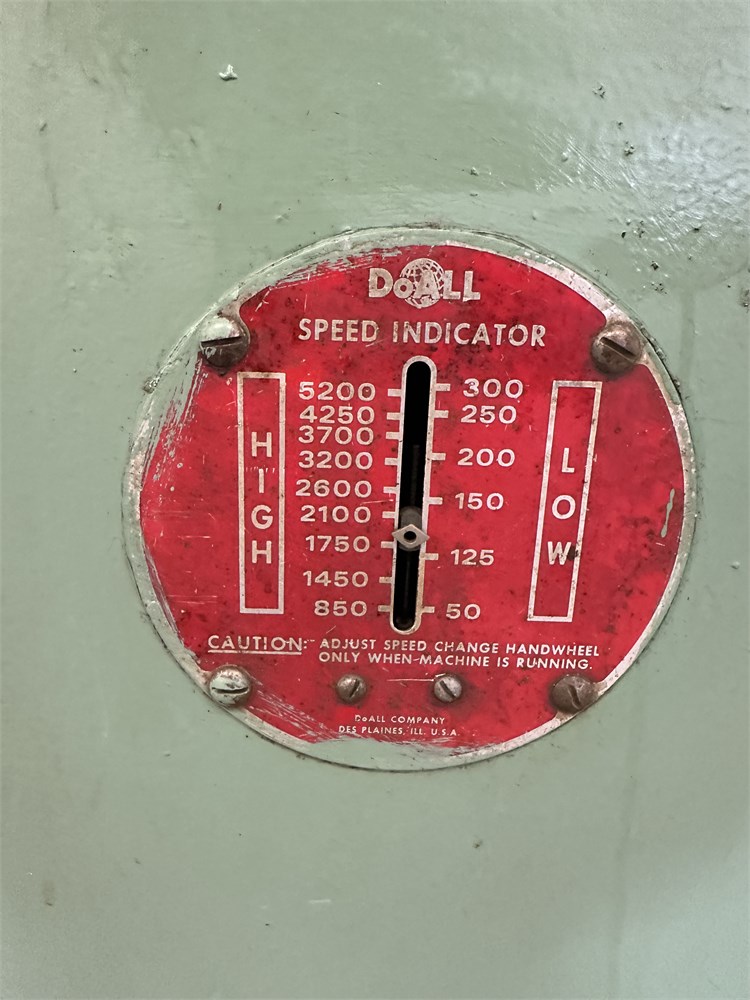 DoALL
SPEED INDICATOR
HIGH
5200
4250
3700
3200
2600
2100
1750
1450
850
300
250
200
150
125
50
LOW
CAUTION: ADJUST SPEED CHANGE HANDWHEEL
ONLY WHEN MACHINE IS RUNNING.
DoALL COMPANY
DES PLAINES, ILL. U.S.A.